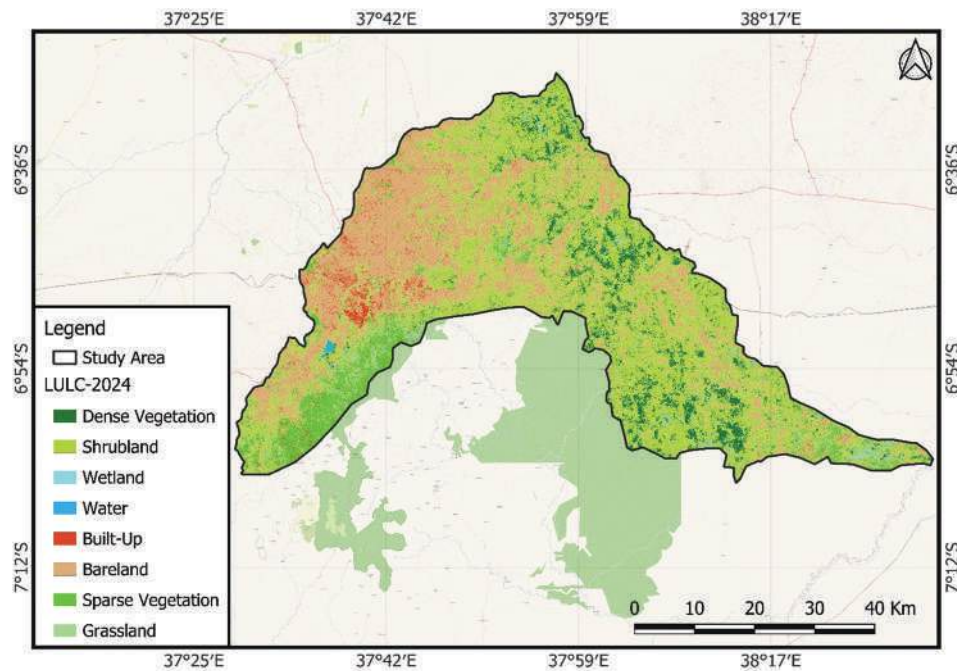 37°25′E 37°42′E 37°59′E 38°17′E
6°36′S 6°36′S
6°54′S 6°54′S
7°12′S 7°12′S
Legend
Study Area
LULC-2024
Dense Vegetation
Shrubland
Wetland
Water
Built-Up
Bareland
Sparse Vegetation
Grassland
0 10 20 30 40 Km
37°25′E 37°42′E 37°59′E 38°17′E